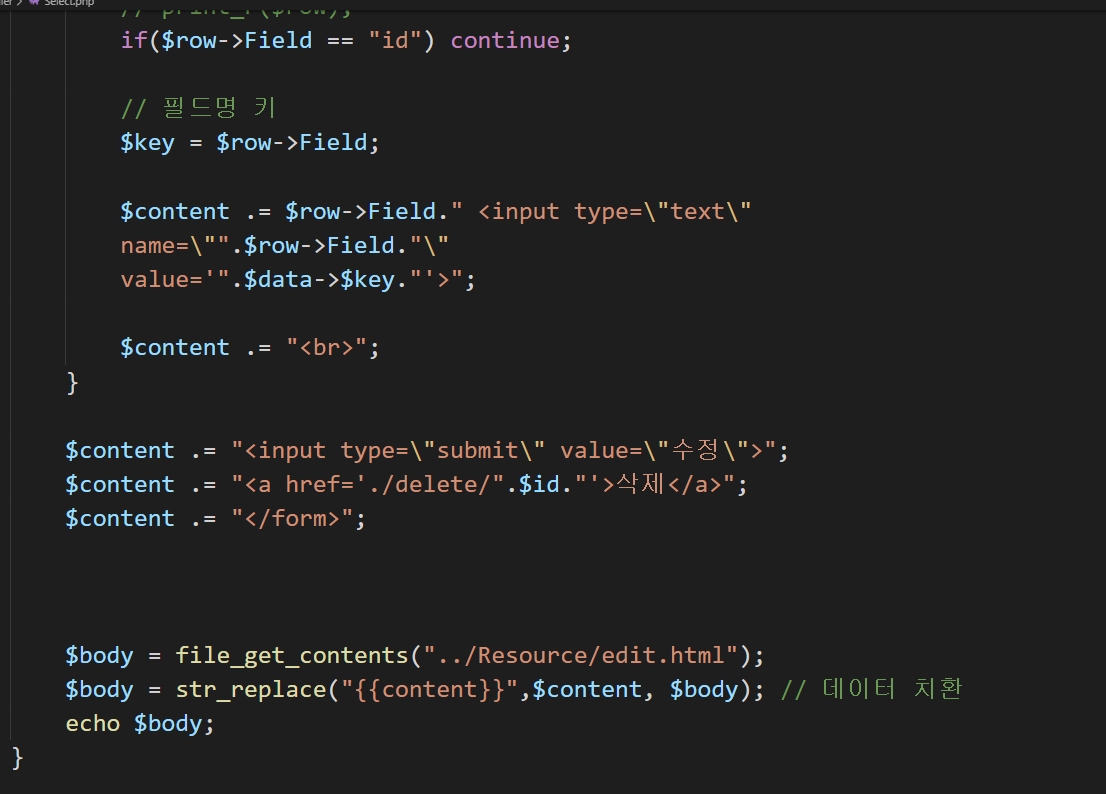 Select.php
// print_r($row);
if($row->Field == "id") continue;
// 필드명 키
$key = $row->Field;
$content .= $row->Field." <input type=\"text\"
name=\"".$row->Field."\"
value='".$data->$key."'>";
$content .= "<br>";
}
$content .= "<input type=\"submit\" value=\"수정\">";
$content .= "<a href='./delete/".$id."'>삭제</a>";
$content .= "</form>";
$body = file_get_contents("../Resource/edit.html");
$body = str_replace("{{content}}",$content, $body); // 데이터 치환
echo $body;
}